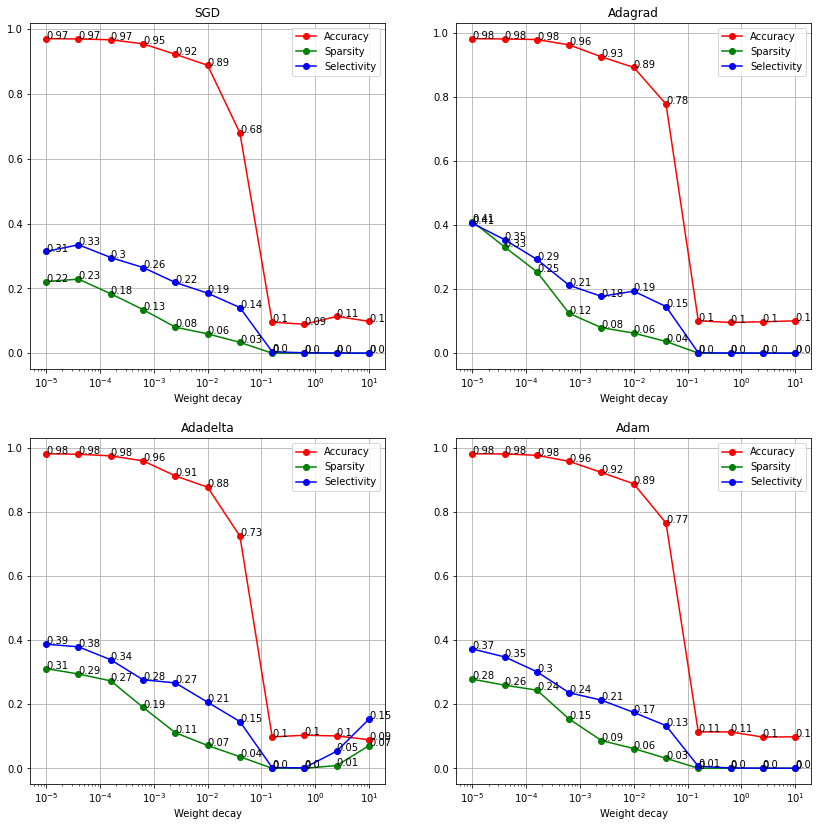 SGD
Accuracy
Sparsity
Selectivity
1.0
0.8
0.6
0.4
0.2
0.0
0.97 0.97 0.97 0.95 0.92 0.89 0.68 0.1 0.09 0.11 0.1
0.31 0.33 0.3 0.26 0.22 0.19 0.14 0.0 0.0 0.0 0.0
0.22 0.23 0.18 0.13 0.08 0.06 0.03
10⁻⁵ 10⁻⁴ 10⁻³ 10⁻² 10⁻¹ 10⁰ 10¹
Weight decay
Adagrad
Accuracy
Sparsity
Selectivity
1.0
0.8
0.6
0.4
0.2
0.0
0.98 0.98 0.98 0.96 0.93 0.89 0.78 0.1 0.1 0.1 0.1
0.41 0.35 0.29 0.21 0.18 0.19 0.15 0.0 0.0 0.0 0.0
0.41 0.33 0.25 0.12 0.08 0.06 0.04
10⁻⁵ 10⁻⁴ 10⁻³ 10⁻² 10⁻¹ 10⁰ 10¹
Weight decay
Adadelta
Accuracy
Sparsity
Selectivity
1.0
0.8
0.6
0.4
0.2
0.0
0.98 0.98 0.98 0.96 0.91 0.88 0.73 0.1 0.1 0.1 0.09
0.39 0.38 0.34 0.28 0.27 0.21 0.15 0.0 0.0 0.05 0.15
0.31 0.29 0.27 0.19 0.11 0.07 0.04 0.01 0.07
10⁻⁵ 10⁻⁴ 10⁻³ 10⁻² 10⁻¹ 10⁰ 10¹
Weight decay
Adam
Accuracy
Sparsity
Selectivity
1.0
0.8
0.6
0.4
0.2
0.0
0.98 0.98 0.98 0.96 0.92 0.89 0.77 0.11 0.11 0.1 0.1
0.37 0.35 0.3 0.24 0.21 0.17 0.13 0.01 0.0 0.0 0.0
0.28 0.26 0.24 0.15 0.09 0.06 0.03
10⁻⁵ 10⁻⁴ 10⁻³ 10⁻² 10⁻¹ 10⁰ 10¹
Weight decay